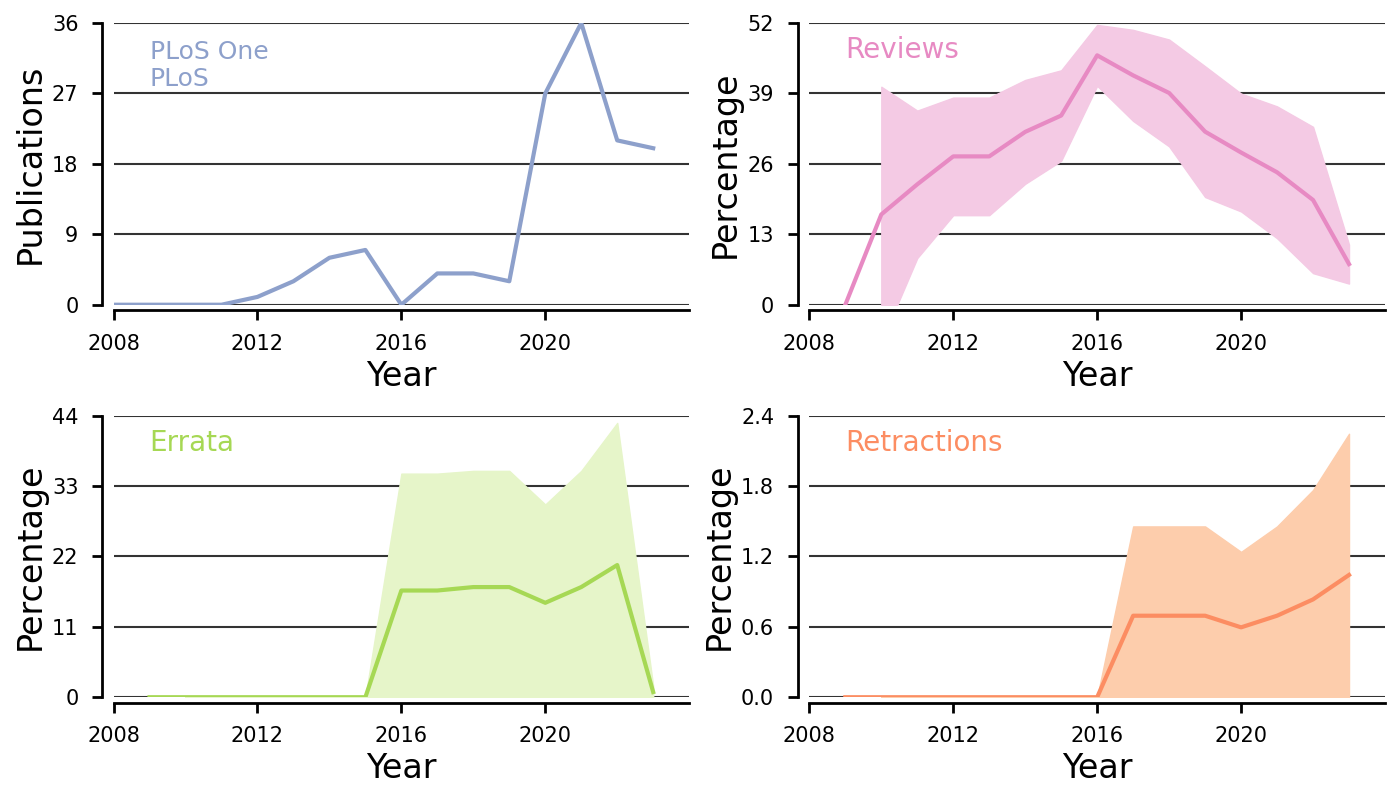 Publications
36
27
18
9
0
PLoS One
PLoS
2008
2012
2016
2020
Year
Percentage
52
39
26
13
0
Reviews
2008
2012
2016
2020
Year
Percentage
44
33
22
11
0
Errata
2008
2012
2016
2020
Year
Percentage
2.4
1.8
1.2
0.6
0.0
Retractions
2008
2012
2016
2020
Year